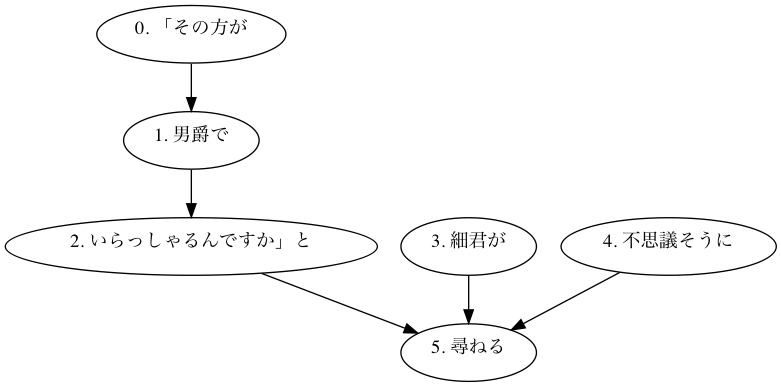 0. 「その方が
1. 男爵で
2. いらっしゃるんですか」と
3. 細君が
4. 不思議そうに
5. 尋ねる